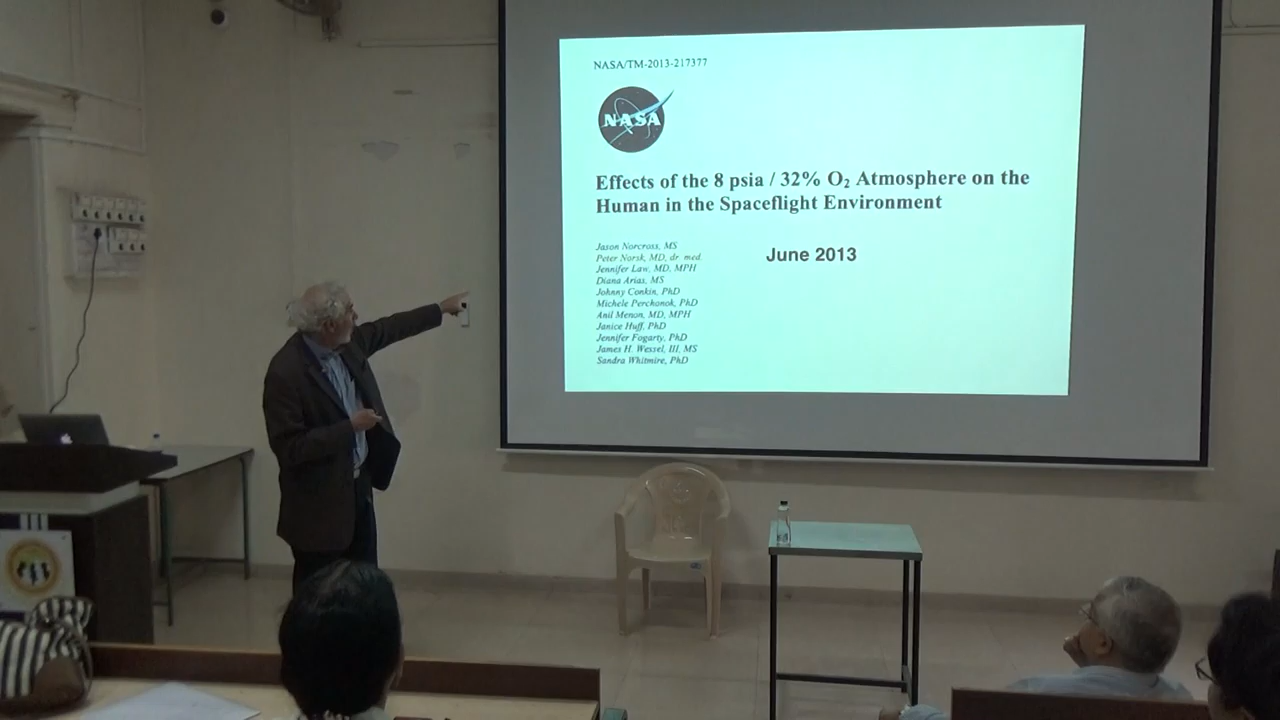 NASA/TM-2013-217377
NASA
Effects of the 8 psia / 32% O₂ Atmosphere on the
Human in the Spaceflight Environment
June 2013
Jason Norcross, MS
Peter Norsk, MD, dr. med.
Jennifer Law, MD, MPH
Diana Arias, MS
Johnny Conkin, PhD
Michele Perchonok, PhD
Anil Menon, MD, MPH
Janice Huff, PhD
Jennifer Fogarty, PhD
James H. Wessel, III, MS
Sandra Whitmire, PhD